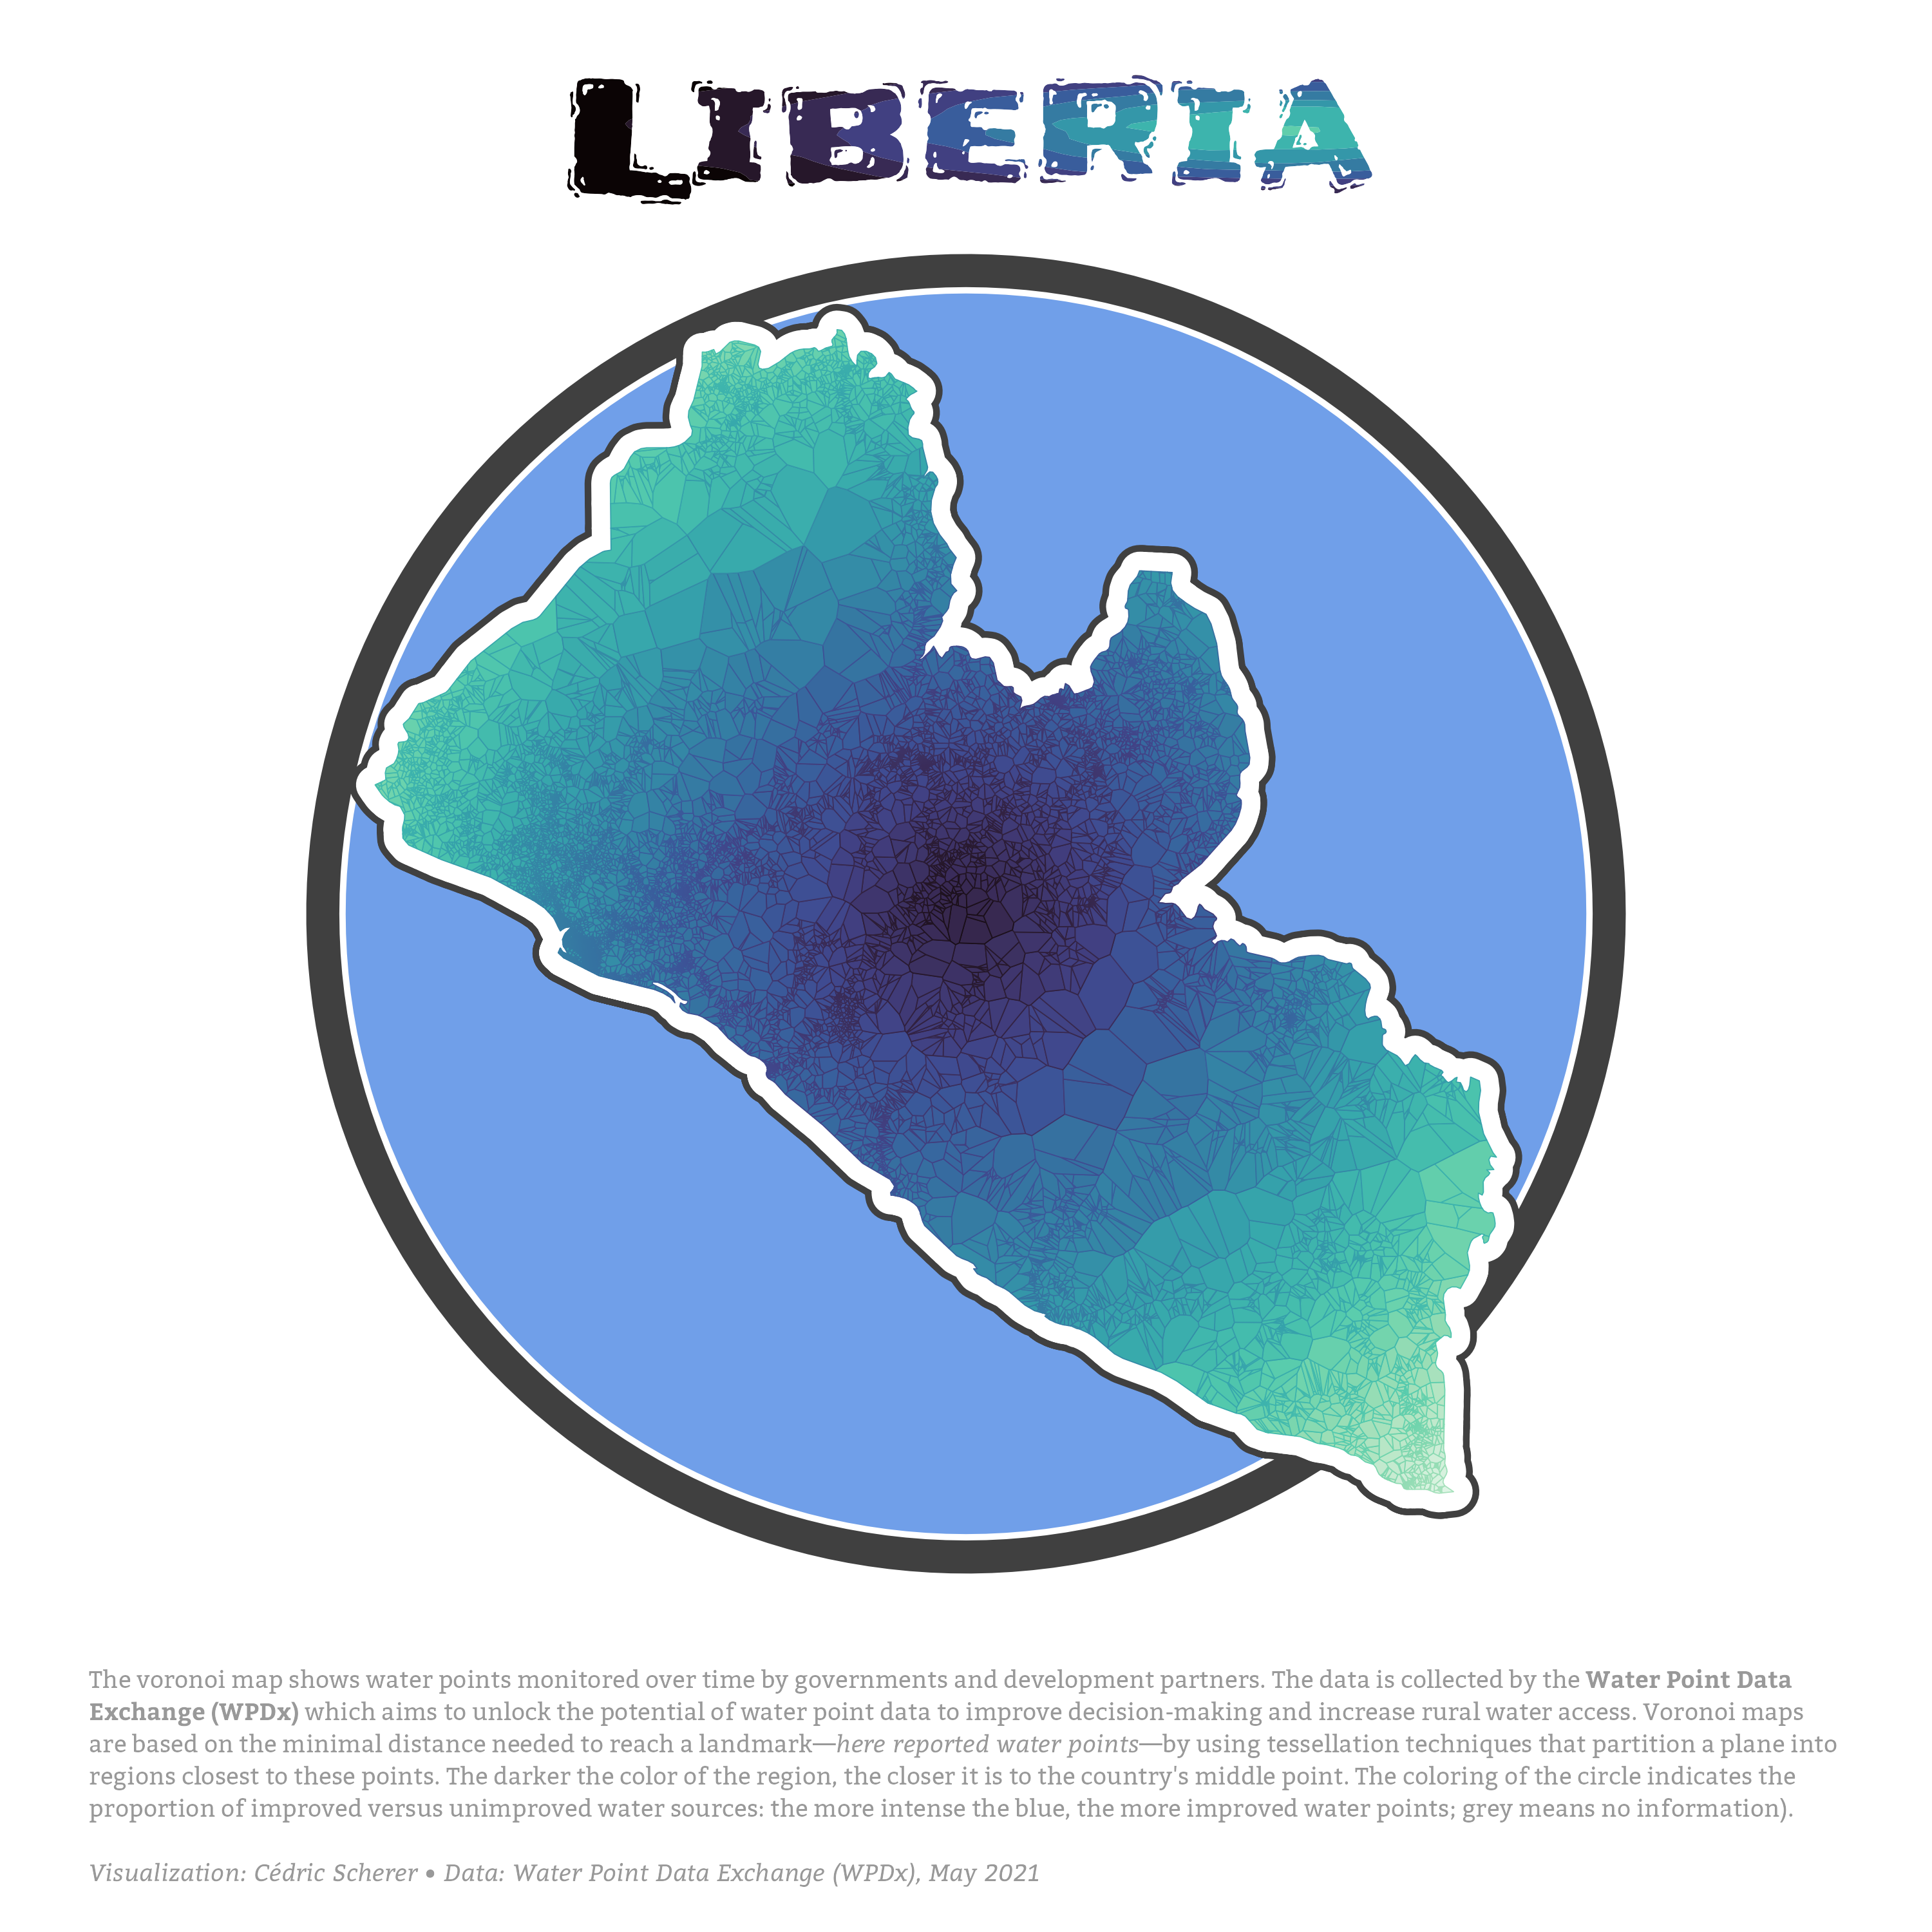 LIBERIA
The voronoi map shows water points monitored over time by governments and development partners. The data is collected by the Water Point Data
Exchange (WPDx) which aims to unlock the potential of water point data to improve decision-making and increase rural water access. Voronoi maps
are based on the minimal distance needed to reach a landmark—here reported water points—by using tessellation techniques that partition a plane into
regions closest to these points. The darker the color of the region, the closer it is to the country's middle point. The coloring of the circle indicates the
proportion of improved versus unimproved water sources: the more intense the blue, the more improved water points; grey means no information).
Visualization: Cédric Scherer • Data: Water Point Data Exchange (WPDx), May 2021